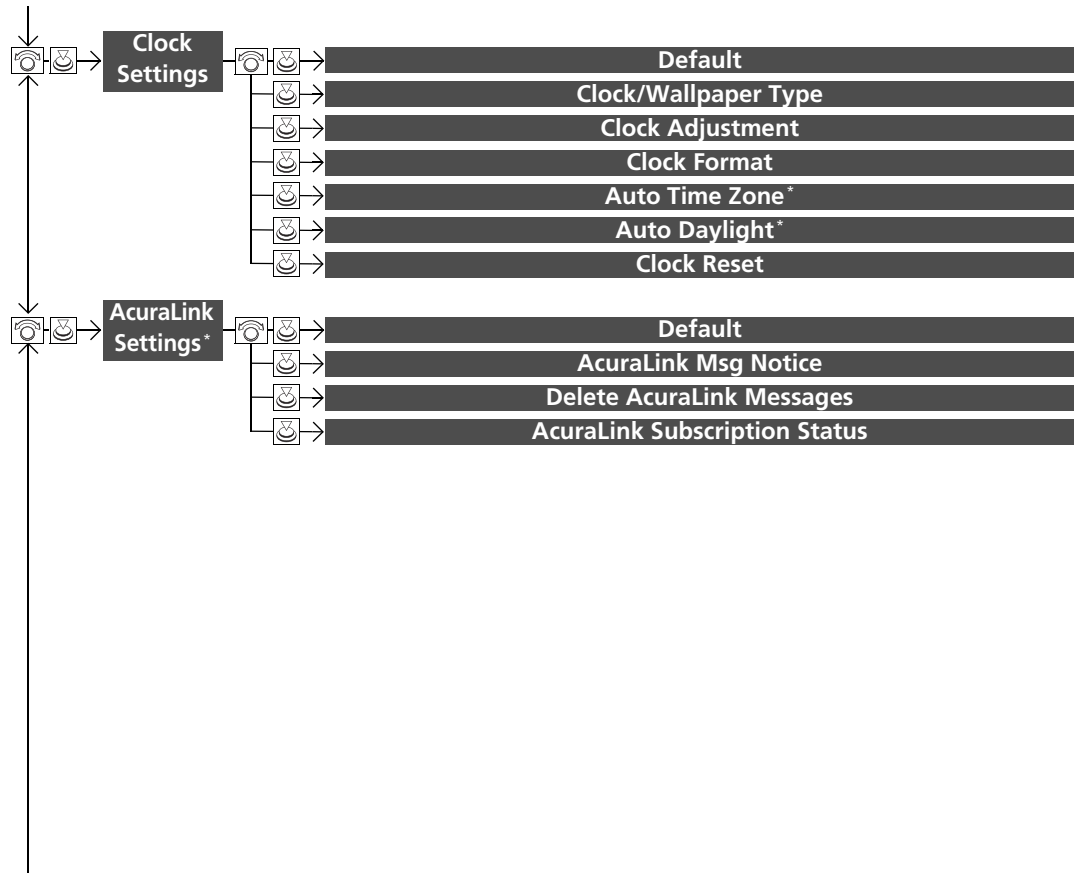 Clock
Settings
Default
Clock/Wallpaper Type
Clock Adjustment
Clock Format
Auto Time Zone*
Auto Daylight*
Clock Reset
AcuraLink
Settings*
Default
AcuraLink Msg Notice
Delete AcuraLink Messages
AcuraLink Subscription Status